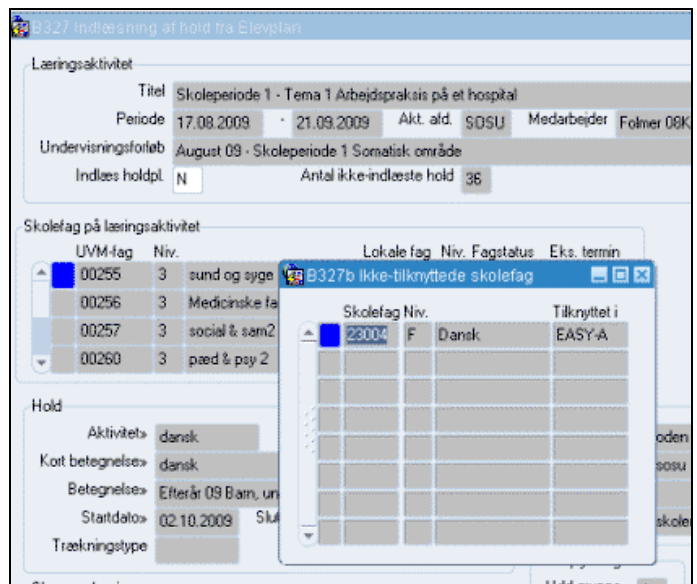 B327 Indlæsning af hold fra Elevplan
Læringsaktivitet
Titel Skoleperiode 1 - Tema 1 Arbejdspraksis på et hospital
Periode 17.08.2009 - 21.09.2009 Akt. afd. SOSU Medarbejder Folmer 08K
Undervisningsforløb August 09 - Skoleperiode 1 Somatisk område
Indlæs holdpl. N Antal ikke-indlæste hold 36
Skolefag på læringsaktivitet
UVM-fag Niv. Lokale fag Niv. Fagstatus Eks. termin
00255 3 sund og syge
00256 3 Medicinske fa
00257 3 social & sam2
00260 3 pæd & psy 2
B327b Ikke-tilknyttede skolefag
Skolefag Niv. Tilknyttet i
23004 F Dansk EASY-A
Hold
Aktivitet» dansk oden
Kort betegnelse» dansk sosu
Betegnelse» Efterår 09 Barn, un
Startdato» 02.10.2009 Slut skoler
Trækningstype